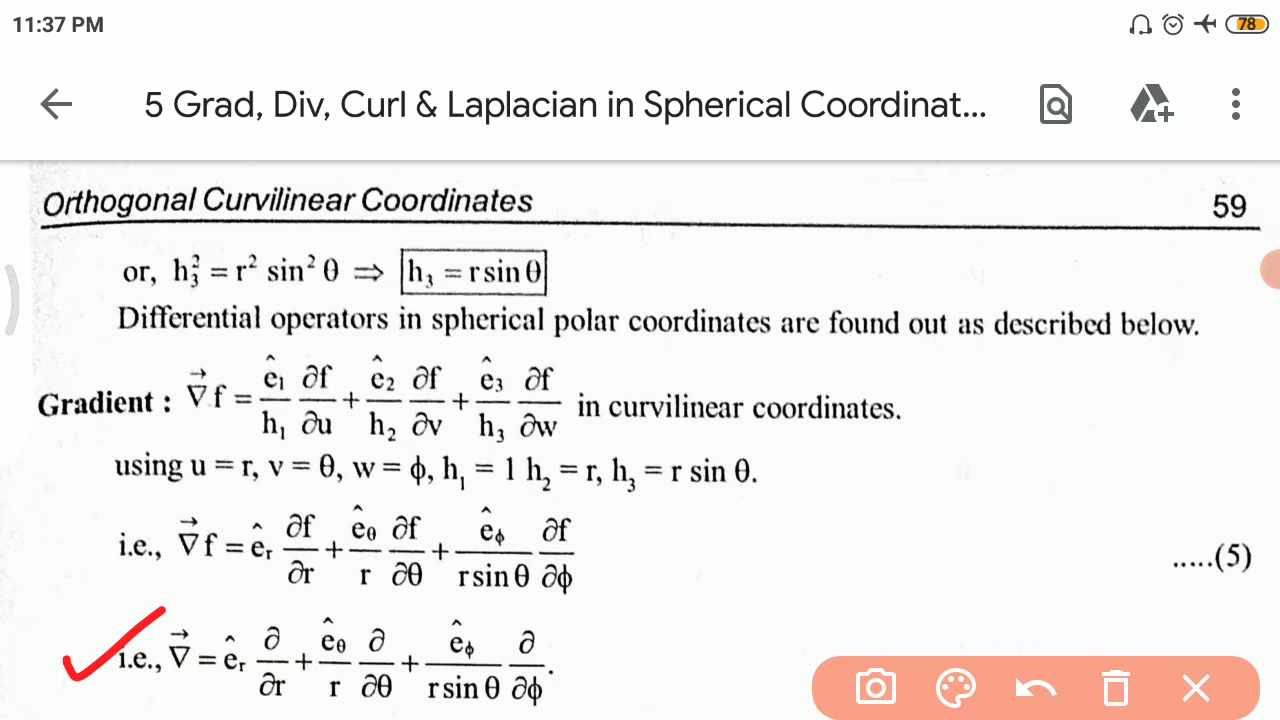 11:37 PM
78
5 Grad, Div, Curl & Laplacian in Spherical Coordinat...
Orthogonal Curvilinear Coordinates 59
or, h₃² = r² sin² θ ⇒ h₃ = r sin θ
Differential operators in spherical polar coordinates are found out as described below.
Gradient : ∇⃗ f = ê₁/h₁ ∂f/∂u + ê₂/h₂ ∂f/∂v + ê₃/h₃ ∂f/∂w in curvilinear coordinates.
using u = r, v = θ, w = ϕ, h₁ = 1 h₂ = r, h₃ = r sin θ.
i.e., ∇⃗ f = êᵣ ∂f/∂r + ê_θ/r ∂f/∂θ + ê_ϕ/r sin θ ∂f/∂ϕ .....(5)
i.e., ∇⃗ = êᵣ ∂/∂r + ê_θ/r ∂/∂θ + ê_ϕ/r sin θ ∂/∂ϕ.